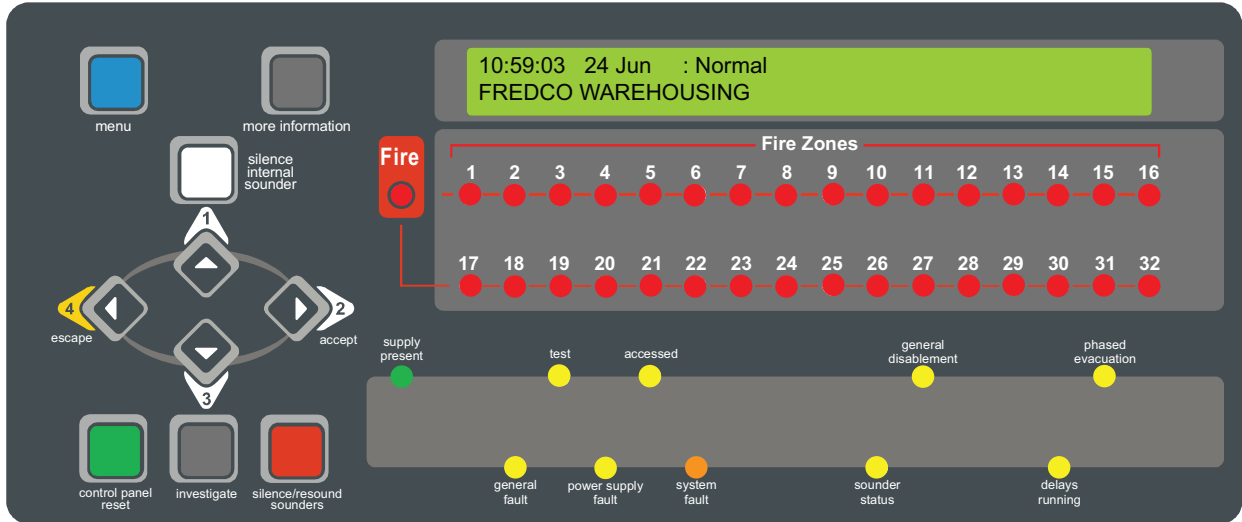 10:59:03 24 Jun : Normal
FREDCO WAREHOUSING
menu
more information
silence
internal
sounder
1
4
2
escape
accept
3
control panel
reset
investigate
silence/resound
sounders
Fire
Fire Zones
1 2 3 4 5 6 7 8 9 10 11 12 13 14 15 16
17 18 19 20 21 22 23 24 25 26 27 28 29 30 31 32
supply
present
test
accessed
general
disablement
phased
evacuation
general
fault
power supply
fault
system
fault
sounder
status
delays
running